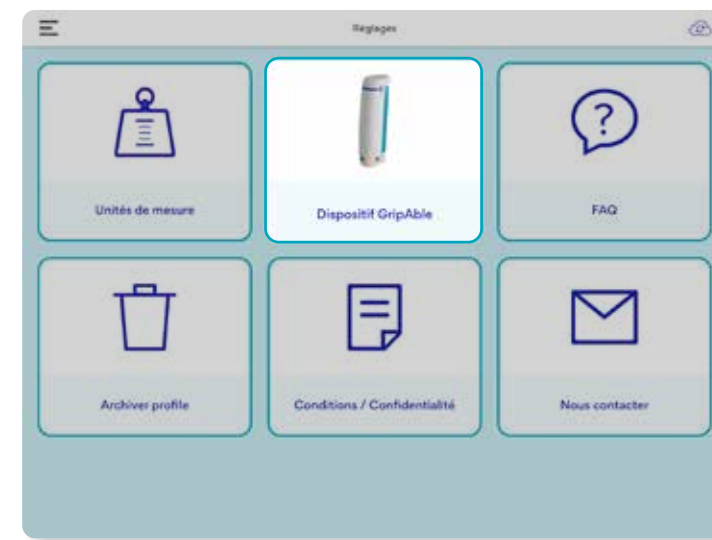 Réglages
Unités de mesure
Dispositif GripAble
?
FAQ
Archiver profile
Conditions / Confidentialité
Nous contacter